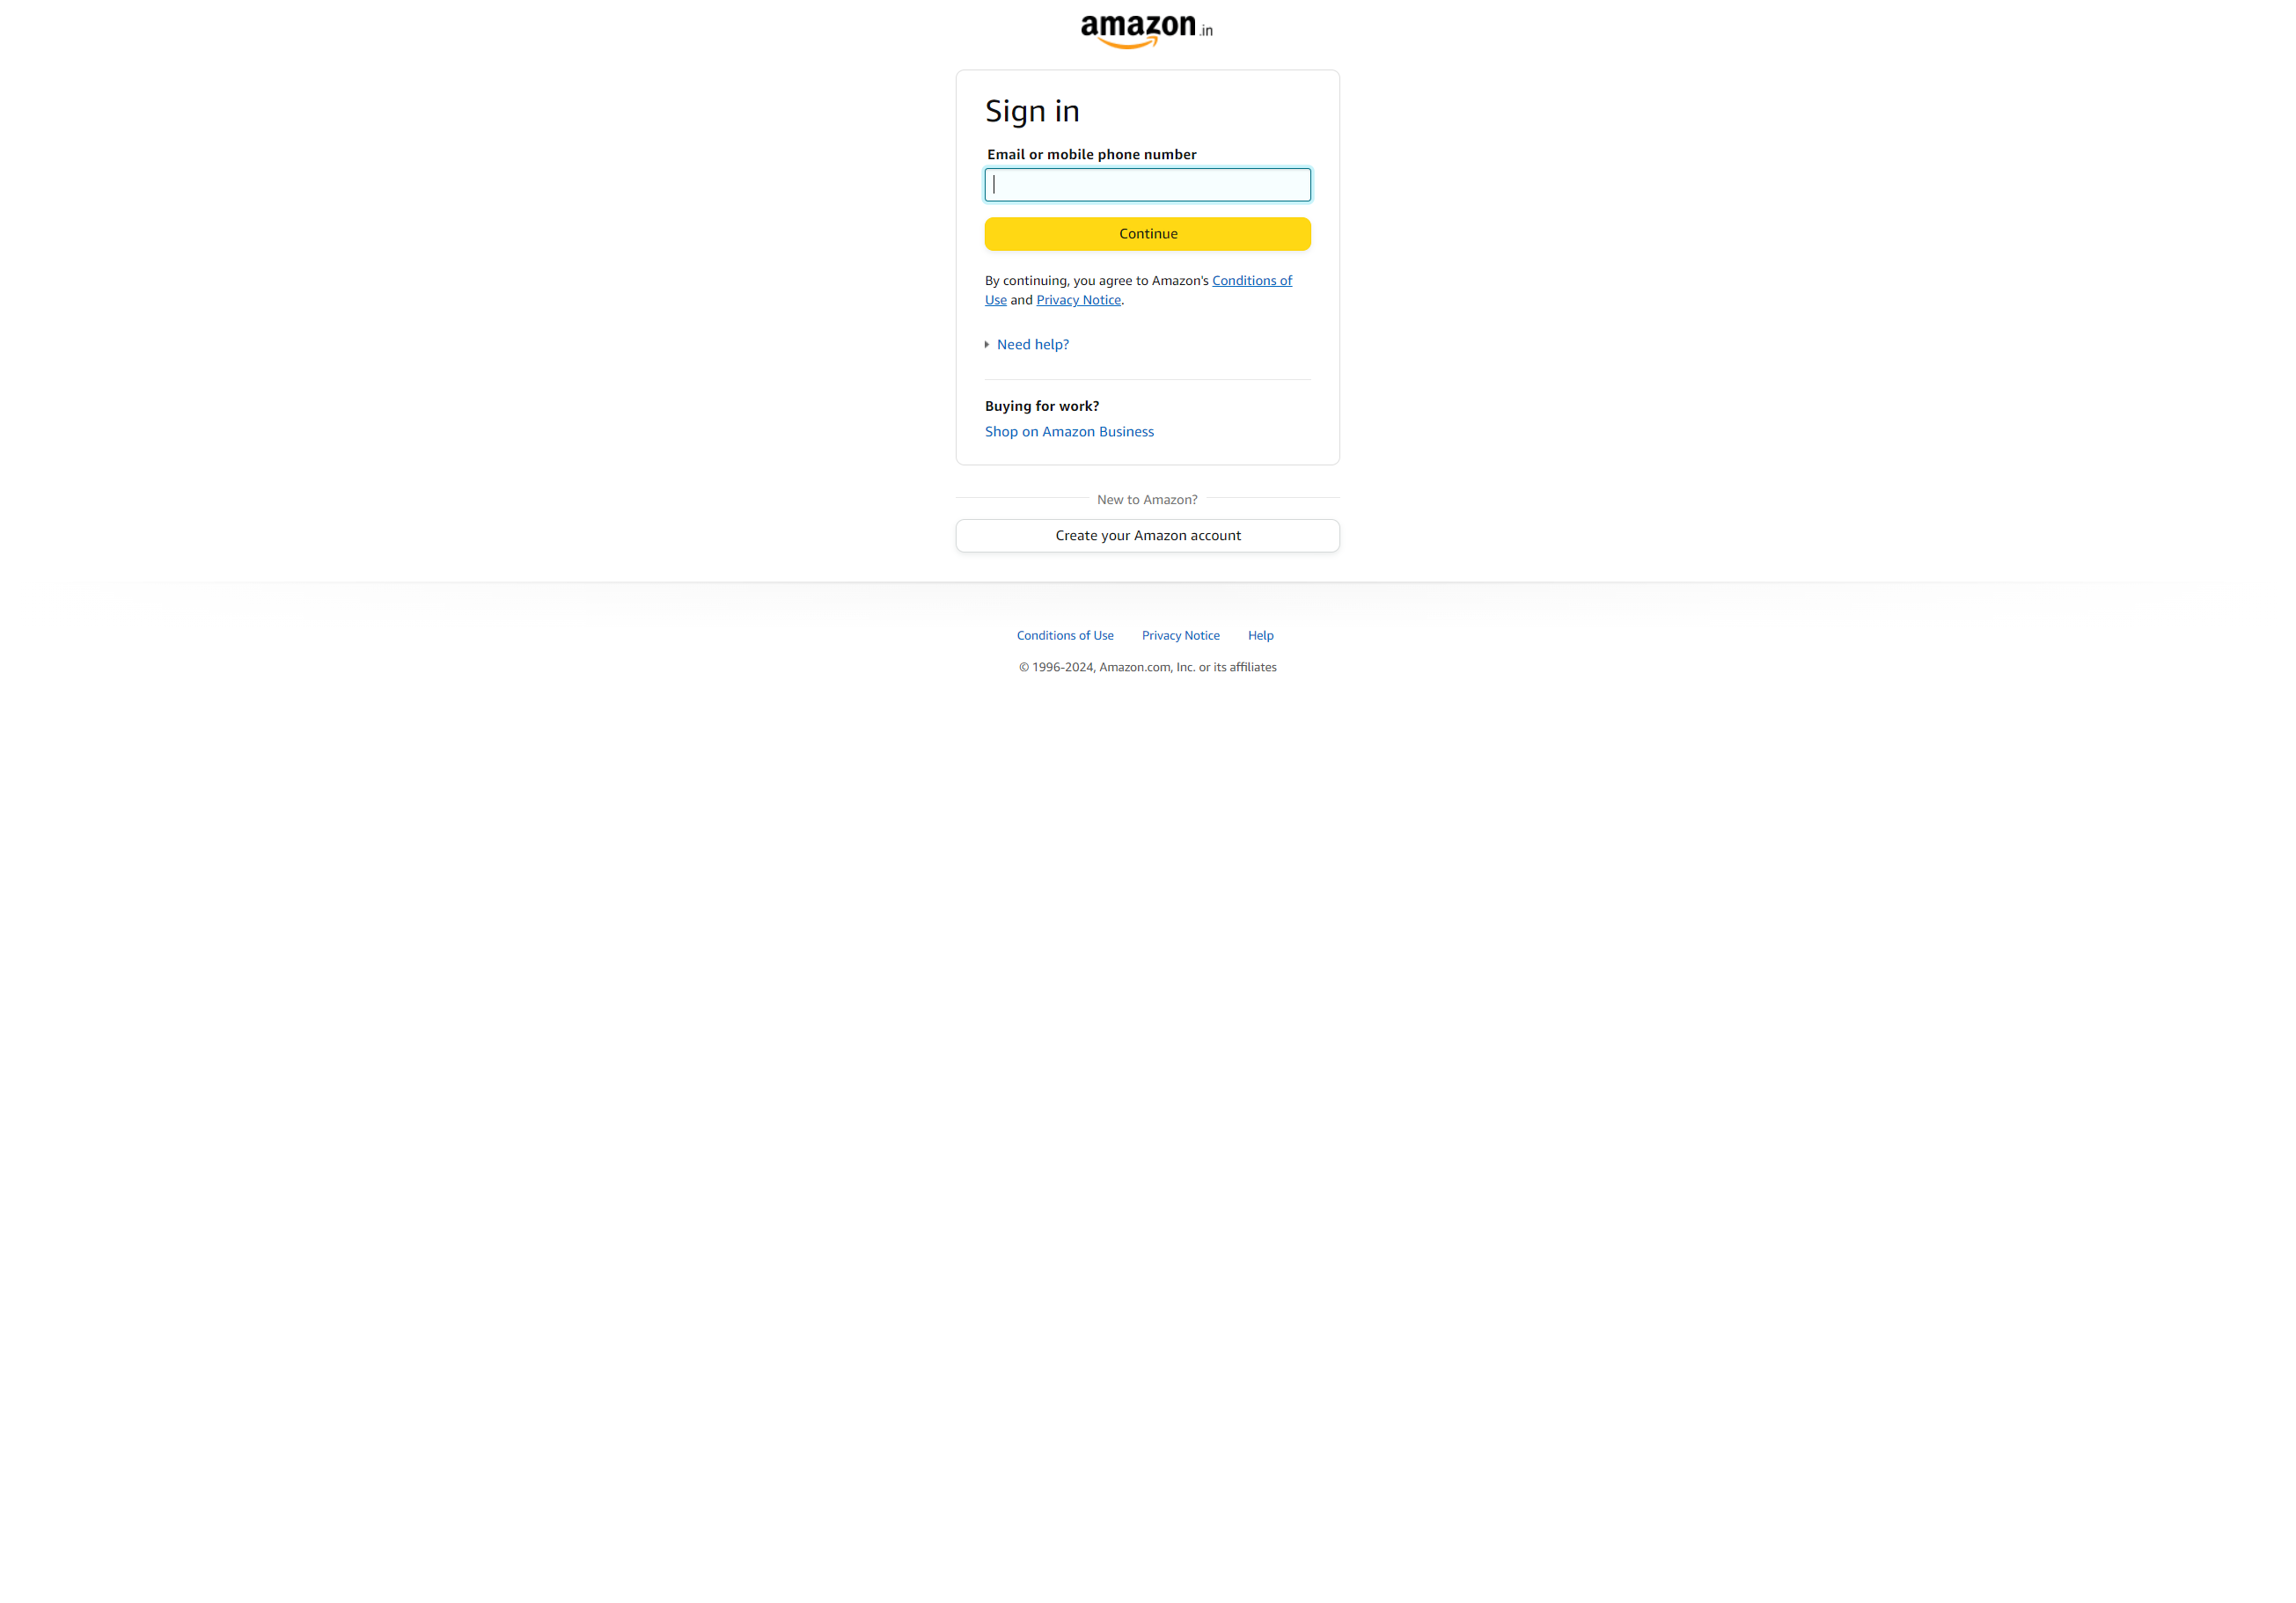 amazon.in
Sign in
Email or mobile phone number
Continue
By continuing, you agree to Amazon's Conditions of
Use and Privacy Notice.
Need help?
Buying for work?
Shop on Amazon Business
New to Amazon?
Create your Amazon account
Conditions of Use Privacy Notice Help
© 1996-2024, Amazon.com, Inc. or its affiliates